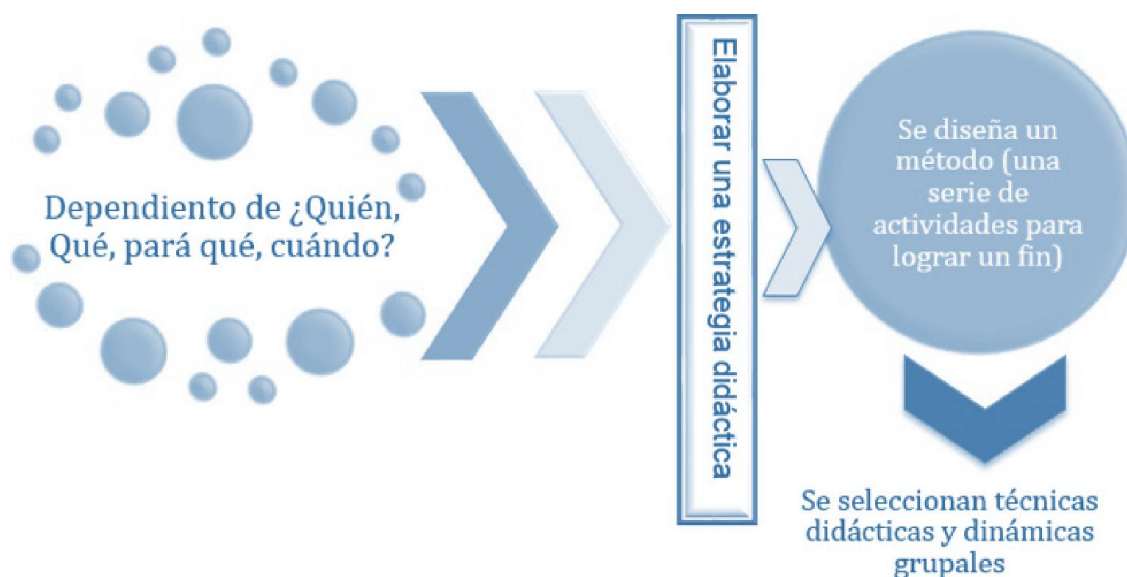 Dependiento de ¿Quién,
Qué, pará qué, cuándo?
Elaborar una estrategia didáctica
Se diseña un
método (una
serie de
actividades para
lograr un fin)
Se seleccionan técnicas
didácticas y dinámicas
grupales